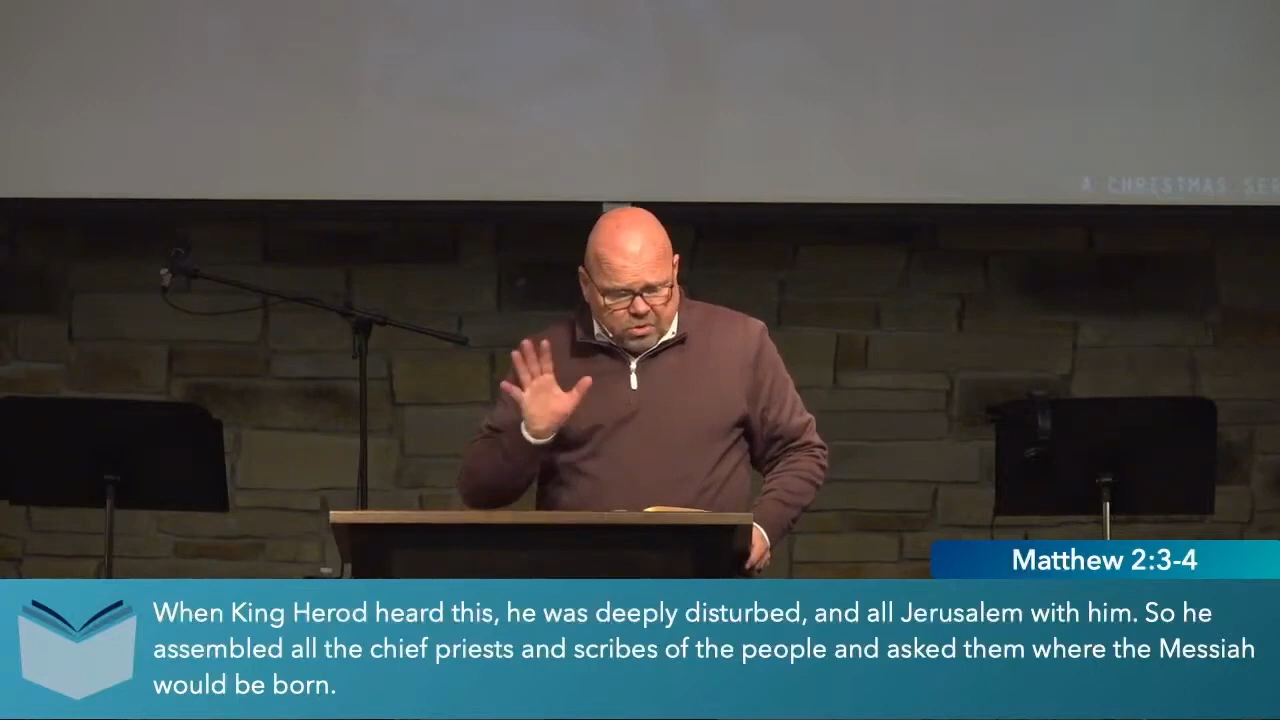 A CHRISTMAS SER
Matthew 2:3-4
When King Herod heard this, he was deeply disturbed, and all Jerusalem with him. So he
assembled all the chief priests and scribes of the people and asked them where the Messiah
would be born.